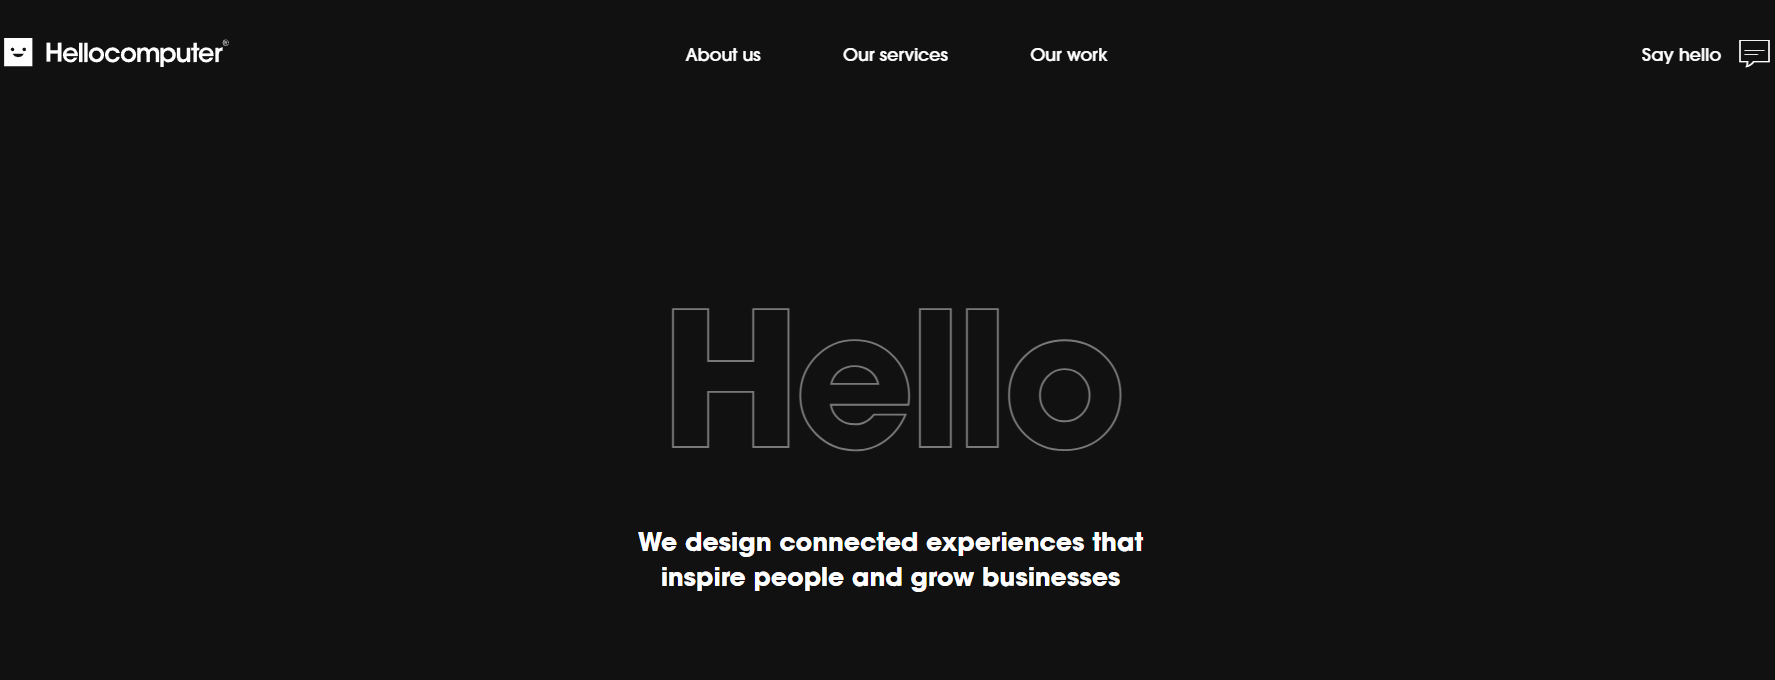 Hellocomputer®
About us
Our services
Our work
Say hello
Hello
We design connected experiences that
inspire people and grow businesses